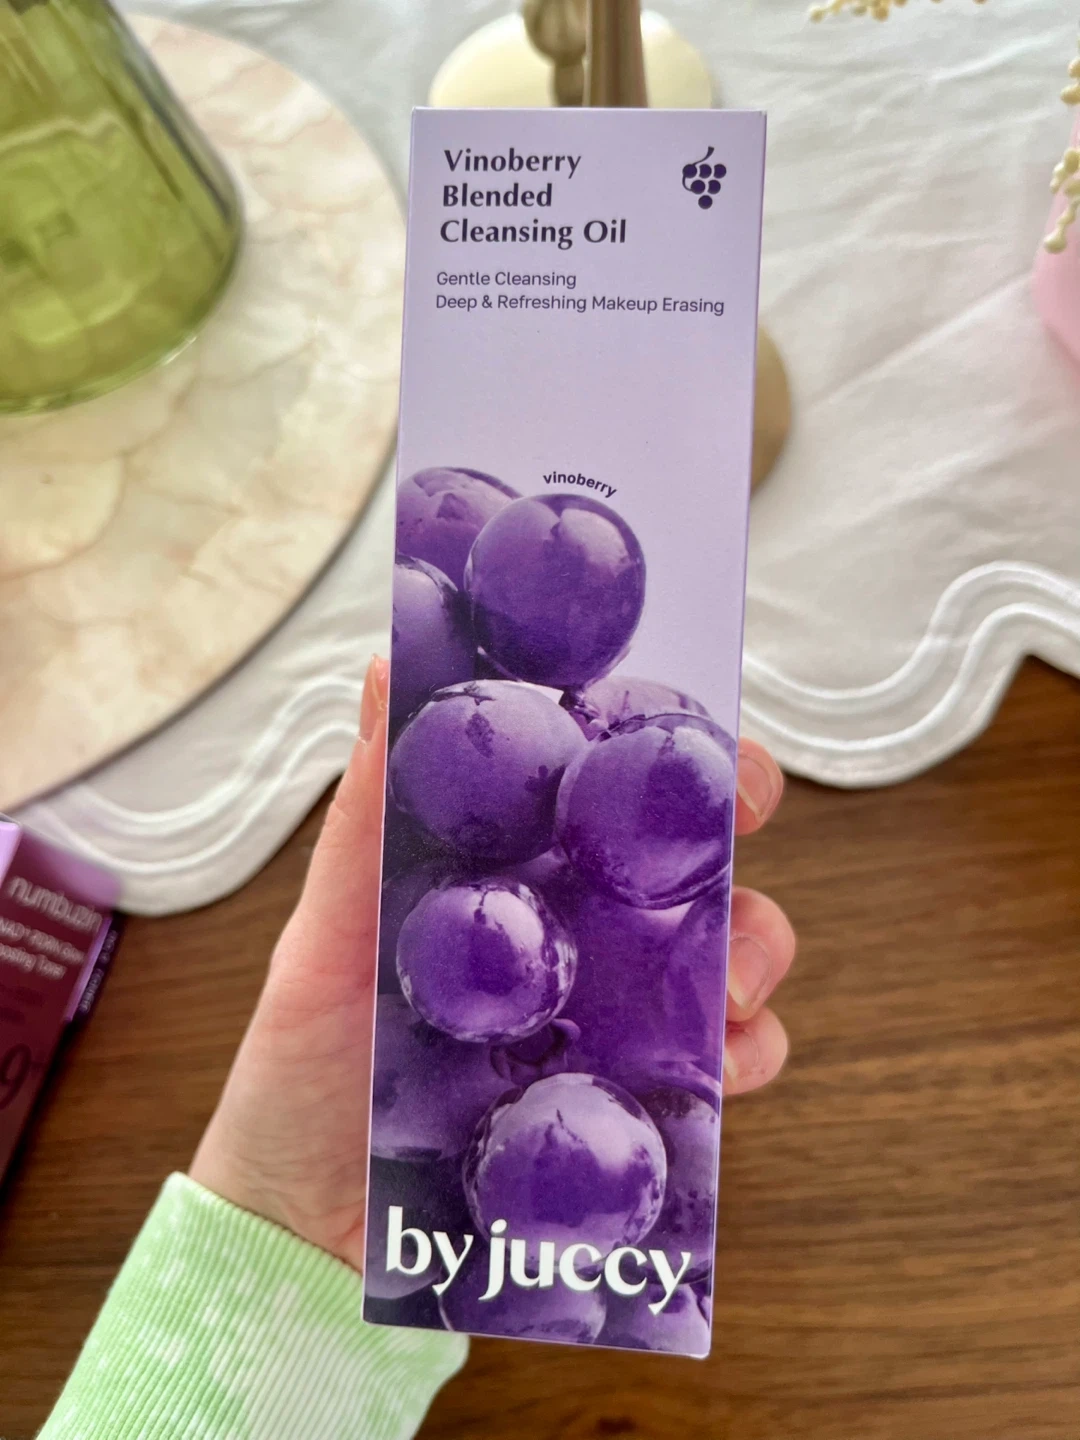 Vinoberry
Blended
Cleansing Oil
Gentle Cleansing
Deep & Refreshing Makeup Erasing
vinoberry
by juccy
numbuzin